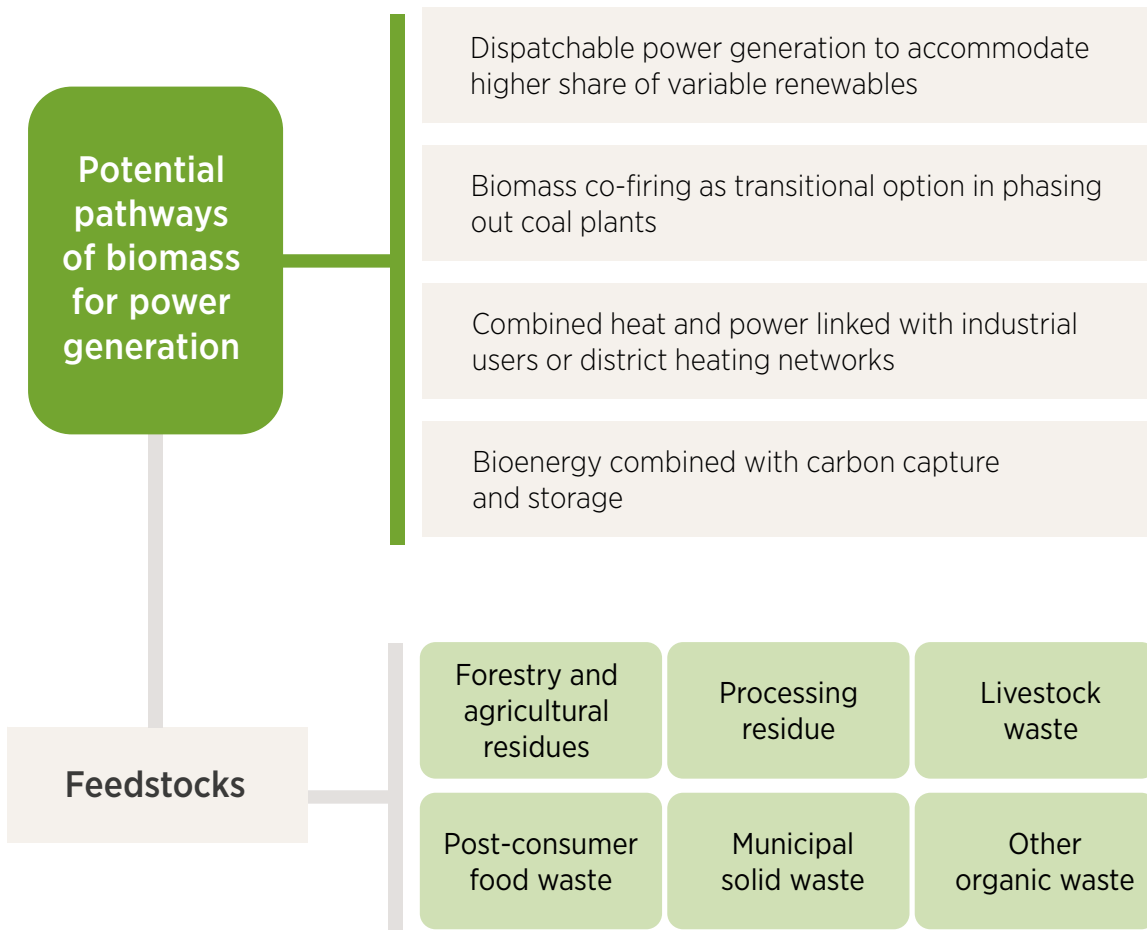 Potential
pathways
of biomass
for power
generation
Dispatchable power generation to accommodate
higher share of variable renewables
Biomass co-firing as transitional option in phasing
out coal plants
Combined heat and power linked with industrial
users or district heating networks
Bioenergy combined with carbon capture
and storage
Feedstocks
Forestry and
agricultural
residues
Processing
residue
Livestock
waste
Post-consumer
food waste
Municipal
solid waste
Other
organic waste